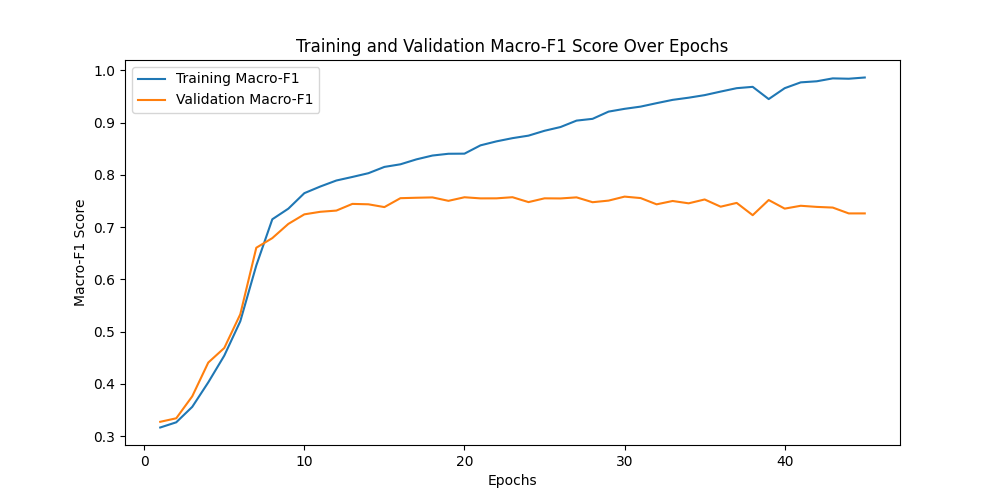 Training and Validation Macro-F1 Score Over Epochs
Training Macro-F1
Validation Macro-F1
Macro-F1 Score
1.0
0.9
0.8
0.7
0.6
0.5
0.4
0.3
0 10 20 30 40
Epochs